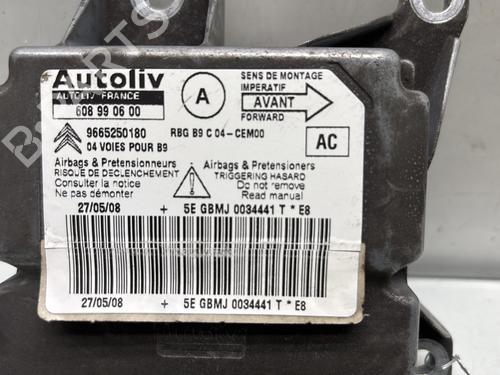 Autoliv
AUTOLIV FRANCE
608 99 06 00
A
SENS DE MONTAGE
IMPERATIF
AVANT
FORWARD
9665250180
04 VOIES POUR B9
RBG B9 C 04-CEM00
AC
Airbags & Pretensionneurs
RISQUE DE DECLENCHEMENT
Consulter la notice
Ne pas démonter
Airbags & Pretensioners
TRIGGERING HASARD
Do not remove
Read manual
27/05/08 + 5E GBMJ 0034441 T * E8
27/05/08 + 5E GBMJ 0034441 T * E8